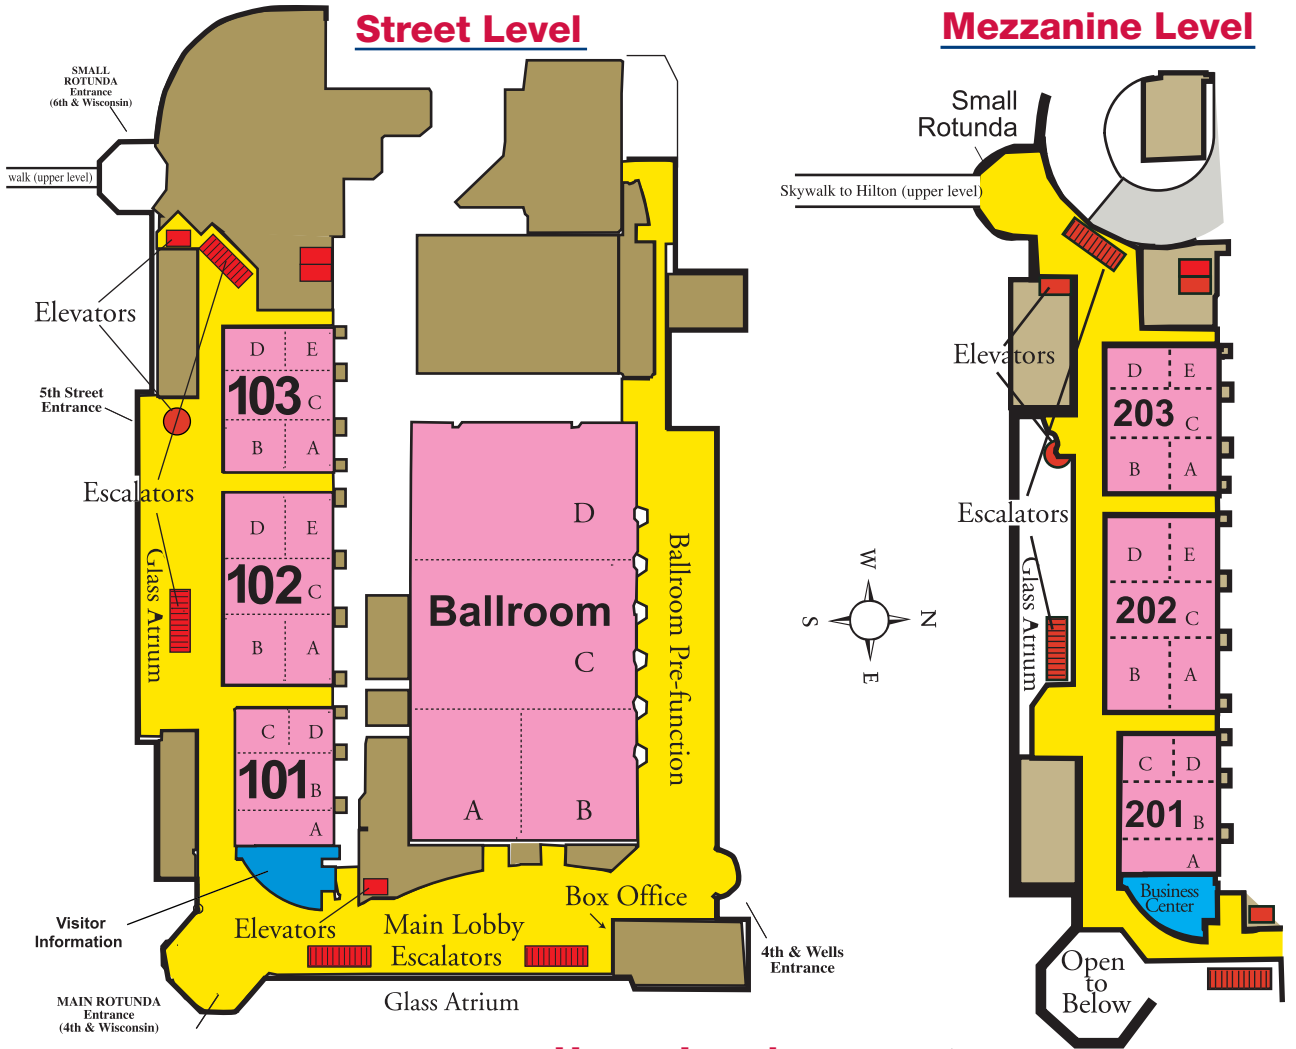 Street Level
Mezzanine Level
SMALL
ROTUNDA
Entrance
(6th & Wisconsin)
walk (upper level)
Elevators
5th Street
Entrance
Escalators
Glass Atrium
D E
103 C
B A
D E
102 C
B A
C D
101 B
A
D
Ballroom
C
A B
Ballroom Pre-function
Visitor
Information
Elevators
Main Lobby
Escalators
Box Office
4th & Wells
Entrance
MAIN ROTUNDA
Entrance
(4th & Wisconsin)
Glass Atrium
W
S N
E
Small
Rotunda
Skywalk to Hilton (upper level)
Elevators
Escalators
Glass Atrium
D E
203 C
B A
D E
202 C
B A
C D
201 B
A
Business
Center
Open
to
Below